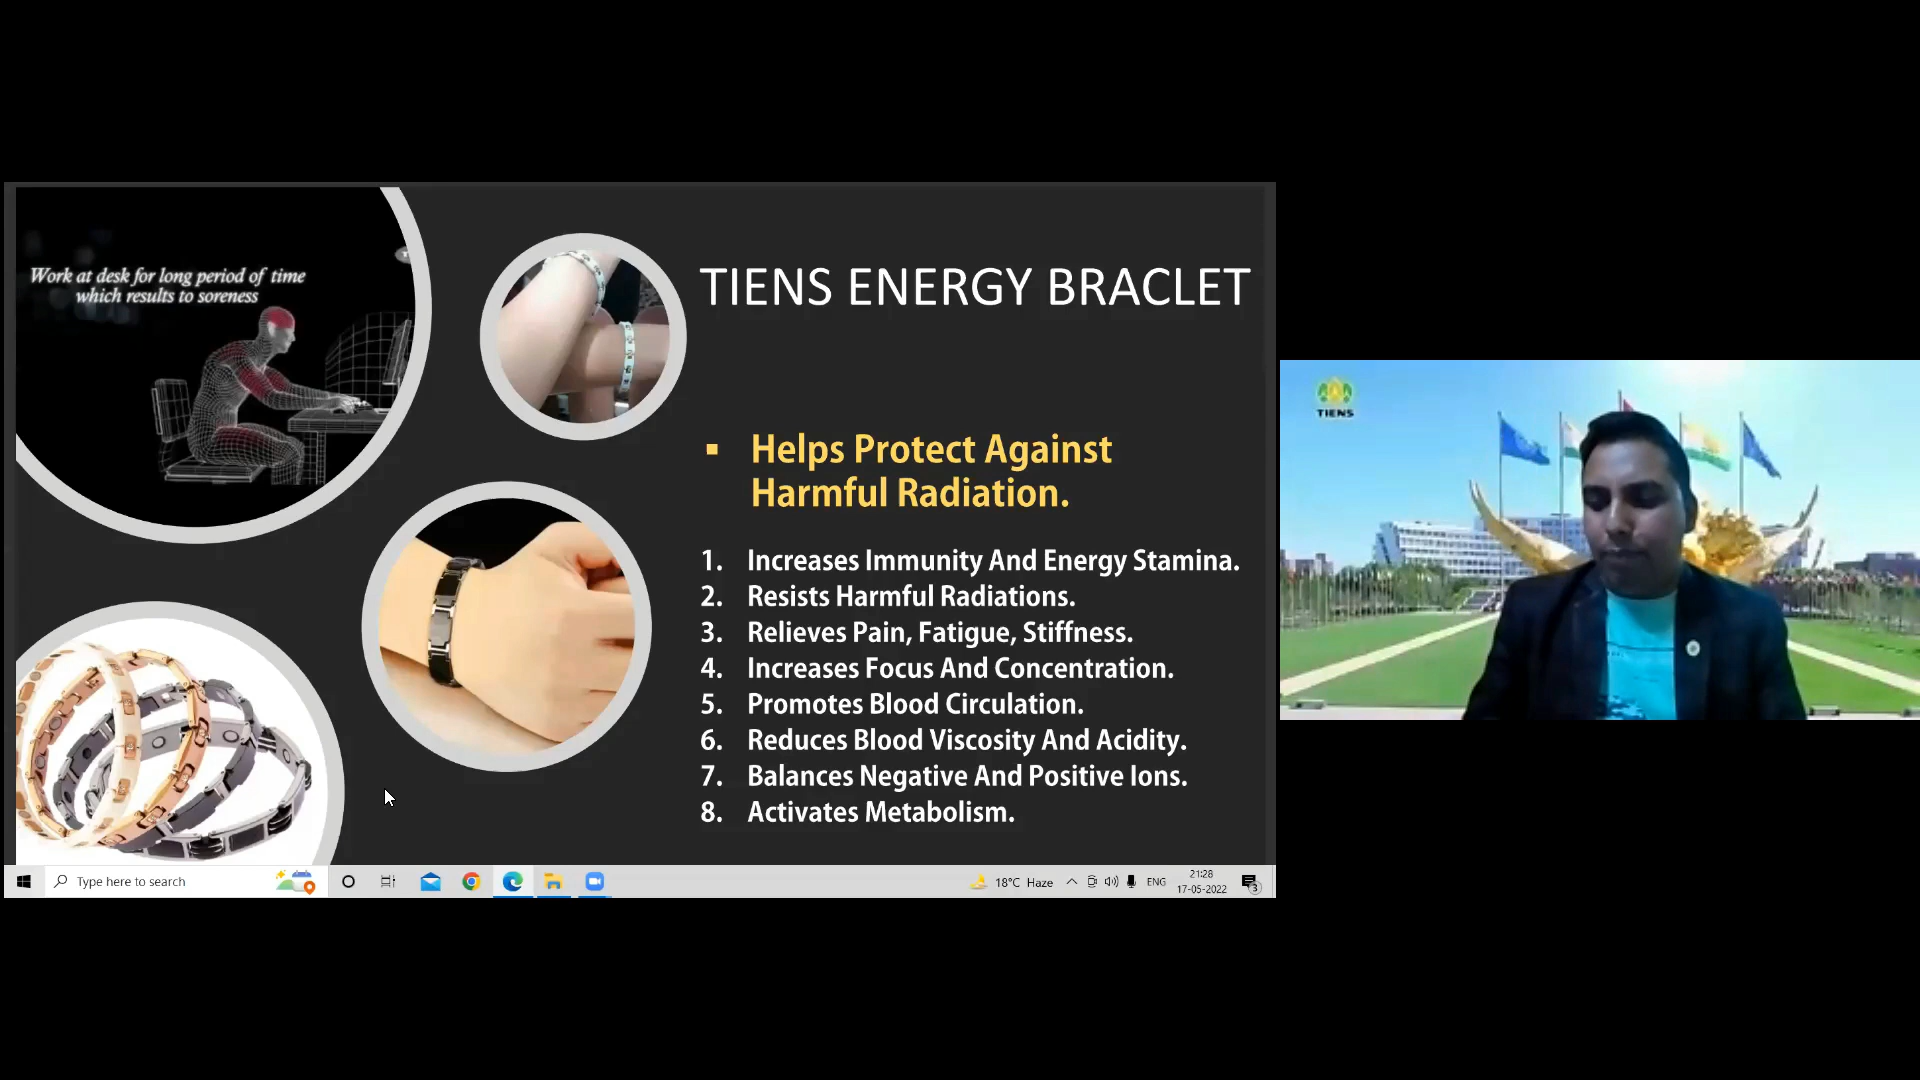 Work at desk for long period of time
which results to soreness
TIENS ENERGY BRACLET
▪ Helps Protect Against
Harmful Radiation.
1. Increases Immunity And Energy Stamina.
2. Resists Harmful Radiations.
3. Relieves Pain, Fatigue, Stiffness.
4. Increases Focus And Concentration.
5. Promotes Blood Circulation.
6. Reduces Blood Viscosity And Acidity.
7. Balances Negative And Positive Ions.
8. Activates Metabolism.
TIENS
Type here to search
18°C Haze
ENG
21:28
17-05-2022
3